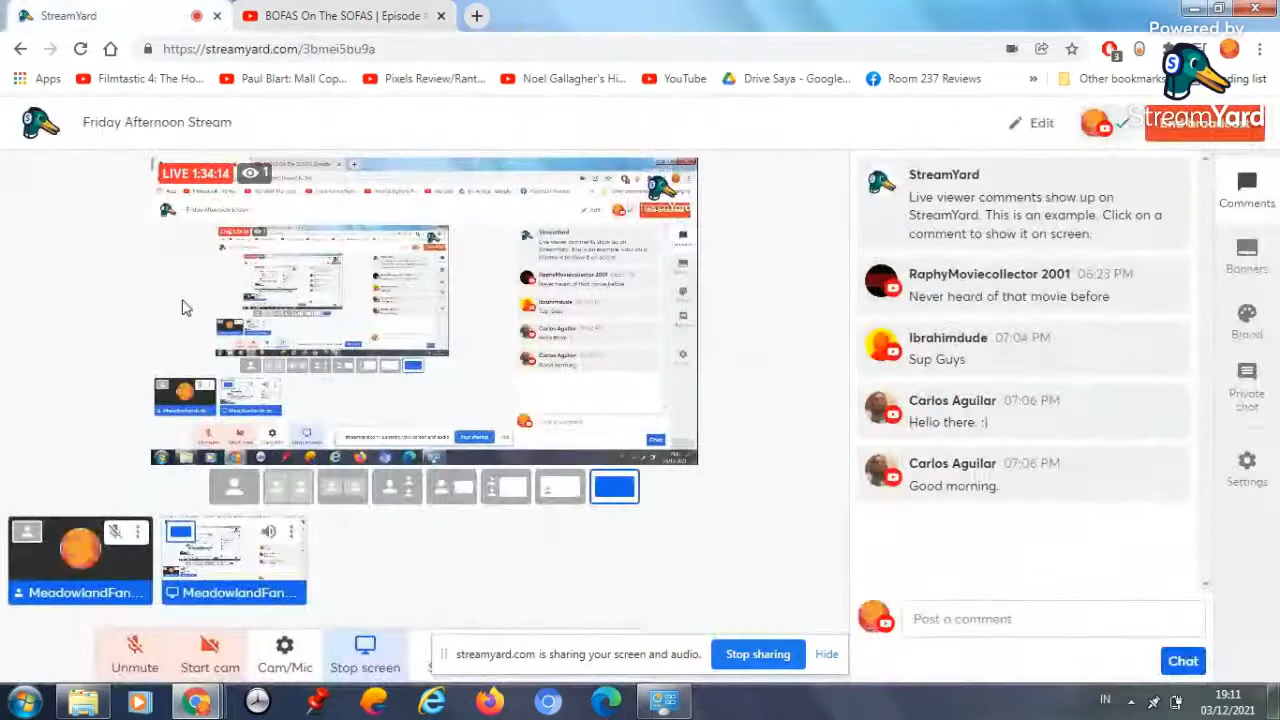 StreamYard
BOFAS On The SOFAS | Episode
Powered by
https://streamyard.com/3bmei5bu9a
3
Apps
Filmtastic 4: The Ho...
Paul Blart: Mall Cop...
Pixels Review/Rant...
Noel Gallagher's Hi...
YouTube
Drive Saya - Google...
Room 237 Reviews
Other bookmarks
StreamYard
Friday Afternoon Stream
Edit
LIVE 1:34:14
1
StreamYard
Live viewer comments show up on
StreamYard. This is an example. Click on a
comment to show it on screen.
RaphyMoviecollector 2001 06:23 PM
Never heard of that movie before
Ibrahimdude 07:04 PM
Sup guys
Carlos Aguilar 07:06 PM
Hello there :)
Carlos Aguilar 07:06 PM
Good morning.
Comments
Banners
Brand
Private
chat
Settings
MeadowlandFan...
MeadowlandFan...
Post a comment
Chat
Unmute
Start cam
Cam/Mic
Stop screen
streamyard.com is sharing your screen and audio.
Stop sharing
Hide
IN
19:11
03/12/2021